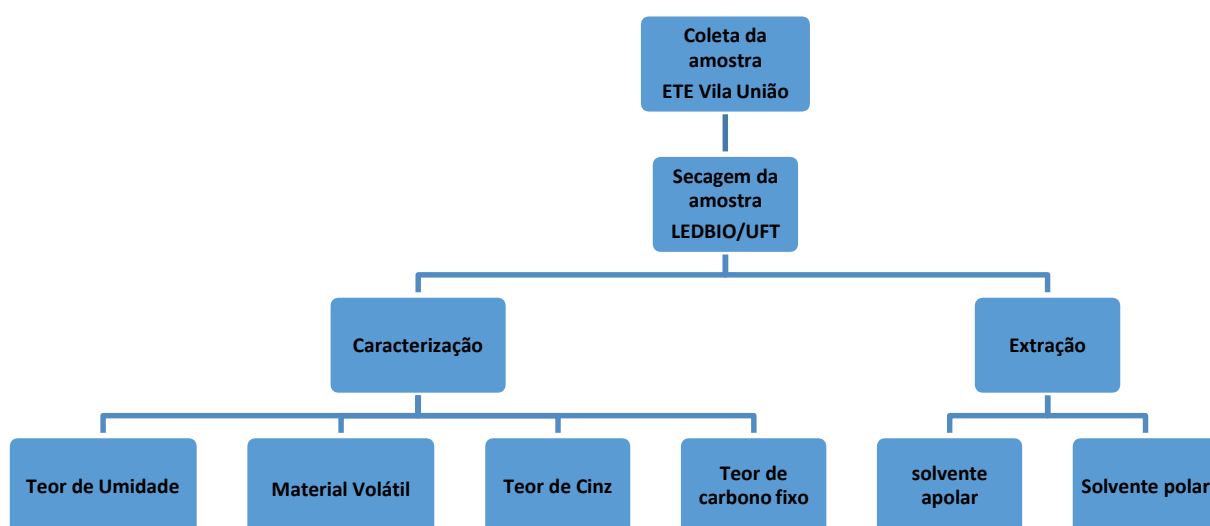 Coleta da
amostra
ETE Vila União
Secagem da
amostra
LEDBIO/UFT
Caracterização
Extração
Teor de Umidade
Material Volátil
Teor de Cinz
Teor de
carbono fixo
solvente
apolar
Solvente polar